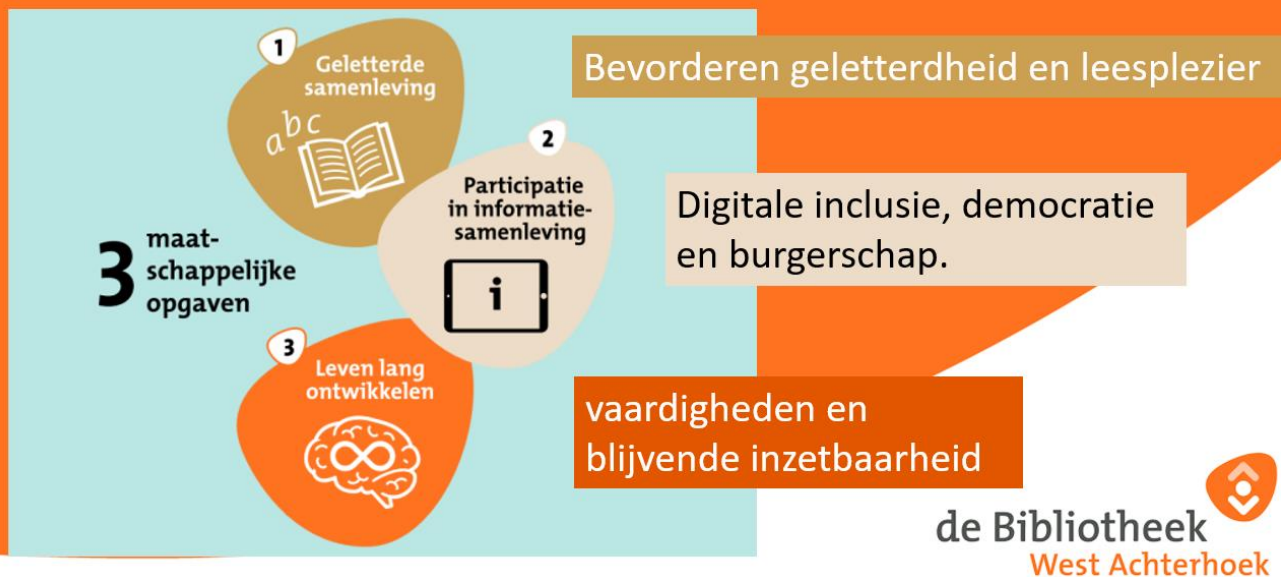 3
maat-
schappelijke
opgaven
1
Geletterde
samenleving
abc
Bevorderen geletterdheid en leesplezier
2
Participatie
in informatie-
samenleving
i
Digitale inclusie, democratie
en burgerschap.
3
Leven lang
ontwikkelen
vaardigheden en
blijvende inzetbaarheid
de Bibliotheek
West Achterhoek